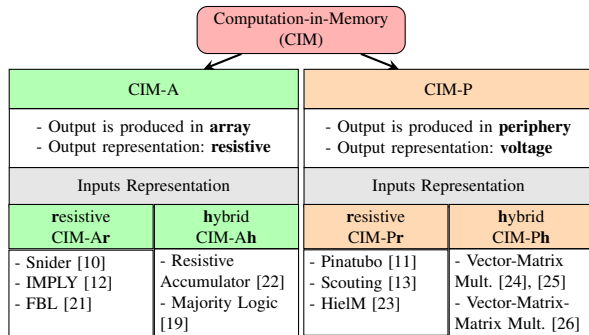 Computation-in-Memory
(CIM)
CIM-A
CIM-P
- Output is produced in array
- Output representation: resistive
- Output is produced in periphery
- Output representation: voltage
Inputs Representation
Inputs Representation
resistive
CIM-Ar
hybrid
CIM-Ah
resistive
CIM-Pr
hybrid
CIM-Ph
- Snider [10]
- IMPLY [12]
- FBL [21]
- Resistive
Accumulator [22]
- Majority Logic
[19]
- Pinatubo [11]
- Scouting [13]
- HielM [23]
- Vector-Matrix
Mult. [24], [25]
- Vector-Matrix-
Matrix Mult. [26]